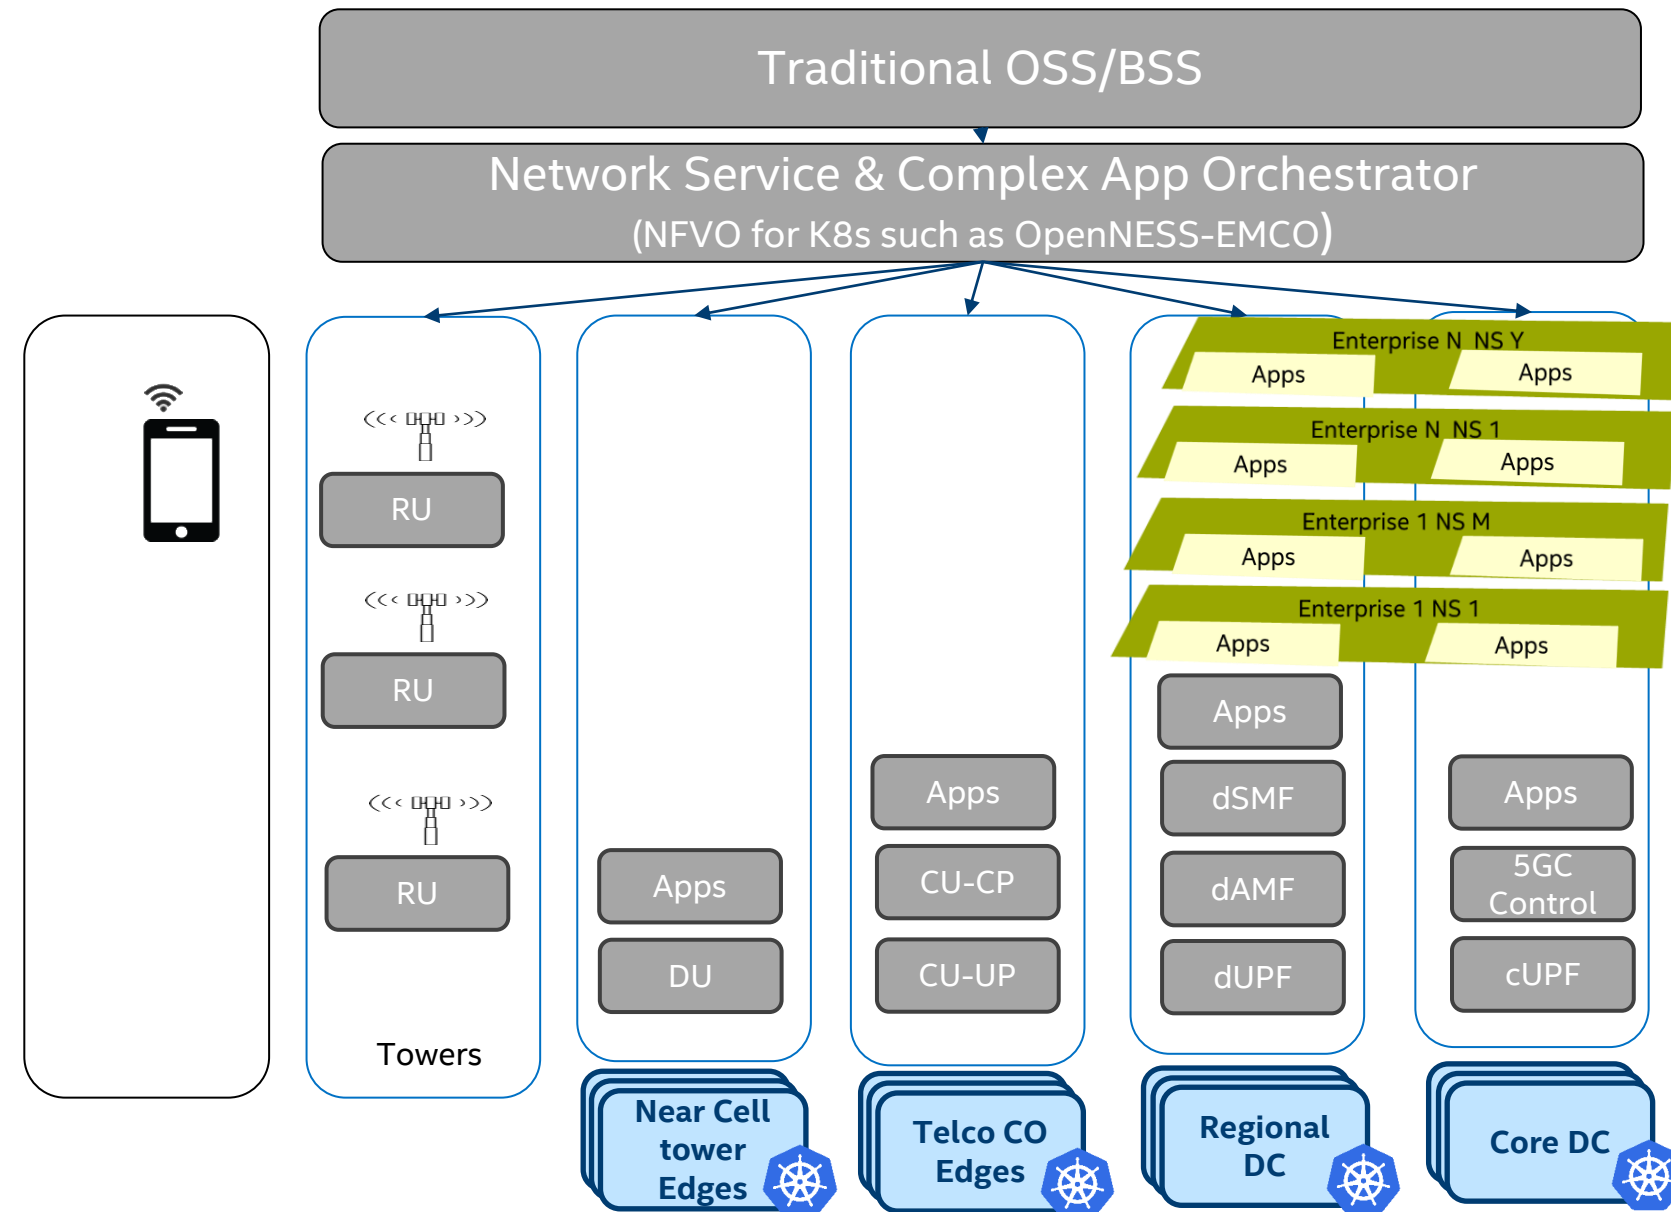 Traditional OSS/BSS
Network Service & Complex App Orchestrator
(NFVO for K8s such as OpenNESS-EMCO)
RU
RU
RU
Towers
Apps
DU
Near Cell
tower
Edges
Apps
CU-CP
CU-UP
Telco CO
Edges
Enterprise N NS Y
Apps
Apps
Enterprise N NS 1
Apps
Apps
Enterprise 1 NS M
Apps
Apps
Enterprise 1 NS 1
Apps
Apps
Apps
dSMF
dAMF
dUPF
Regional
DC
Apps
5GC
Control
cUPF
Core DC